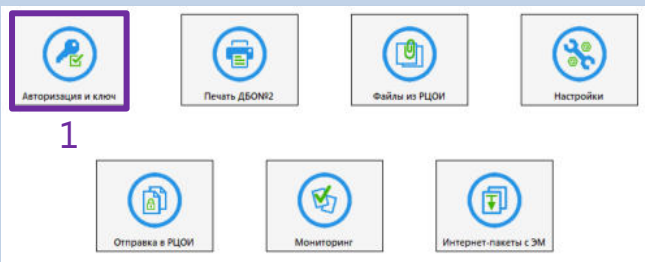 Авторизация и ключ
Печать ДБО№2
Файлы из РЦОИ
Настройки
1
Отправка в РЦОИ
Мониторинг
Интернет-пакеты с ЭМ